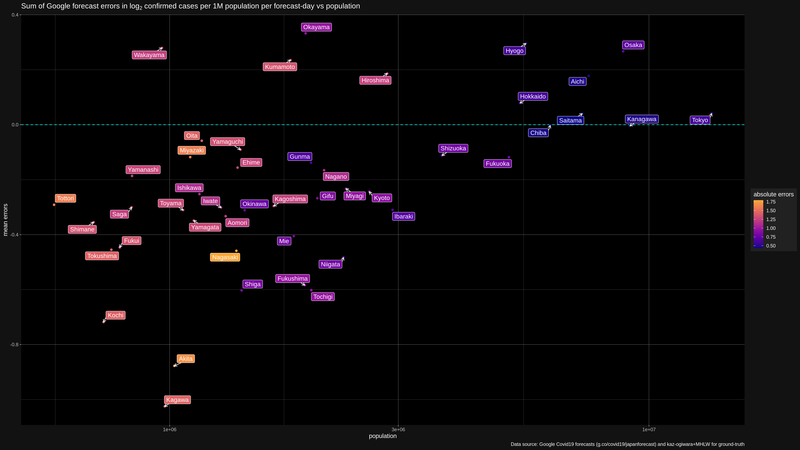 Sum of Google forecast errors in log2 confirmed cases per 1M population per forecast-day vs population
0.4
Okayama
Wakayama
Hyogo
Osaka
Kumamoto
Hiroshima
Aichi
Hokkaido
0.0
Saitama
Kanagawa
Tokyo
Chiba
Oita
Yamaguchi
Miyazaki
Shizuoka
Gunma
Ehime
Fukuoka
Yamanashi
Nagano
Ishikawa
Tottori
Toyama
Iwate
Okinawa
Kagoshima
Gifu
Miyagi
Kyoto
Saga
Ibaraki
Shimane
Yamagata
Aomori
-0.4
Fukui
Mie
Tokushima
Nagasaki
Niigata
Shiga
Fukushima
Tochigi
Kochi
-0.8
Akita
Kagawa
mean errors
1e+06
3e+06
1e+07
population
absolute errors
1.75
1.50
1.25
1.00
0.75
0.50
Data source: Google Covid19 forecasts (g.co/covid19/japanforecast) and kaz-ogiwara+MHLW for ground-truth